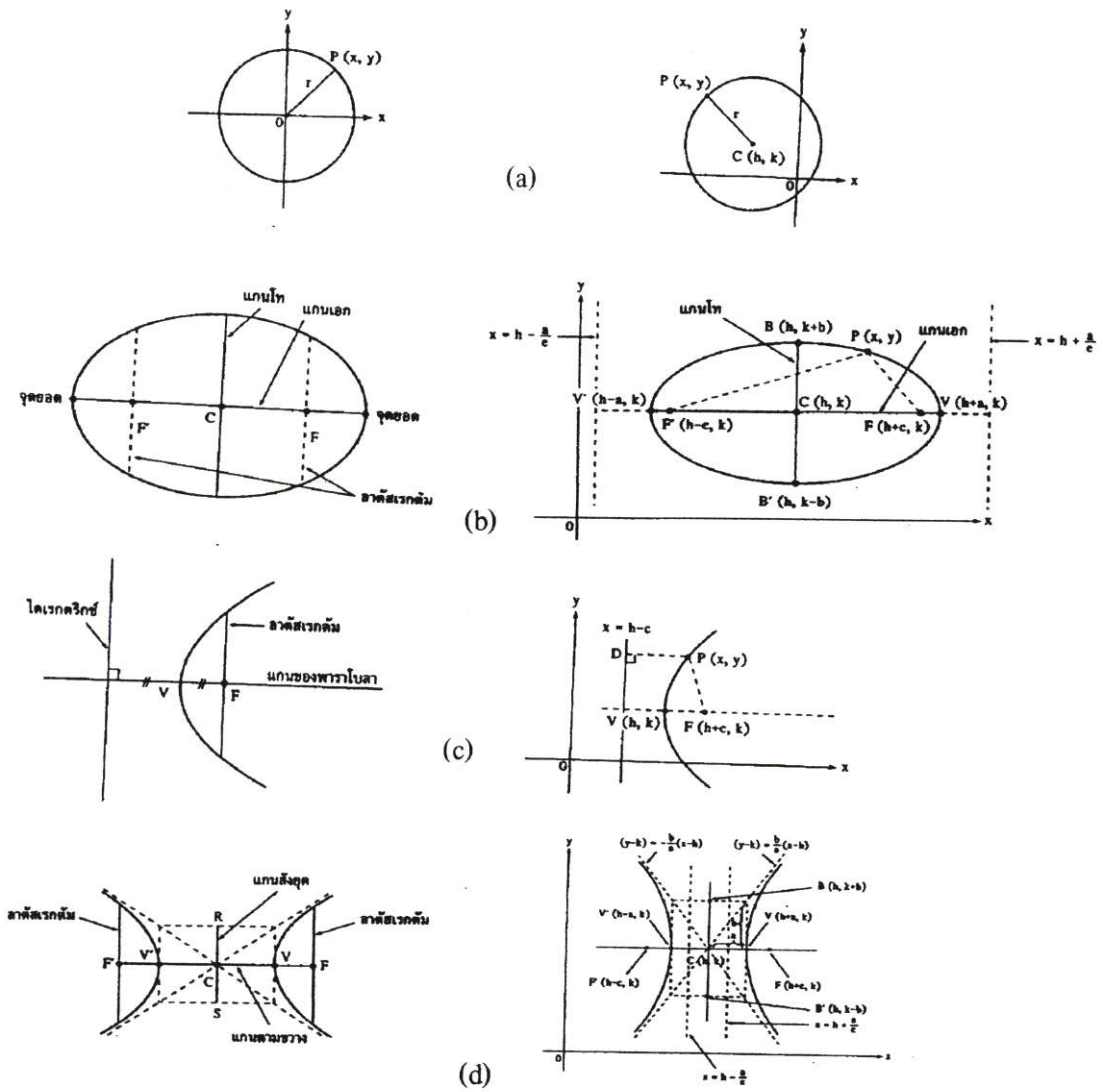 y
P (x, y)
r
O
x
y
P (x, y)
r
C (h, k)
O
x
(a)
แกนโท
แกนเอก
จุดยอด
F'
C
F
จุดยอด
ลาตัสเรกตัม
y
x = h - a/e
แกนโท
B (h, k+b)
P (x, y)
แกนเอก
x = h + a/e
V' (h-a, k)
C (h, k)
V (h+a, k)
F' (h-c, k)
F (h+c, k)
B' (h, k-b)
O
x
(b)
ไดเรกตริกซ์
ลาตัสเรกตัม
แกนของพาราโบลา
V
F
y
x = h-c
D
P (x, y)
V (h, k)
F (h+c, k)
O
x
(c)
แกนสังยุค
ลาตัสเรกตัม
R
ลาตัสเรกตัม
F'
V'
C
V
F
S
แกนตามขวาง
y
(y-k) = -b/a(x-h)
(y-k) = b/a(x-h)
B (h, k+b)
V' (h-a, k)
b
a
V (h+a, k)
C (h, k)
F' (h-c, k)
F (h+c, k)
B' (h, k-b)
x = h + a/e
O
x
x = h - a/e
(d)